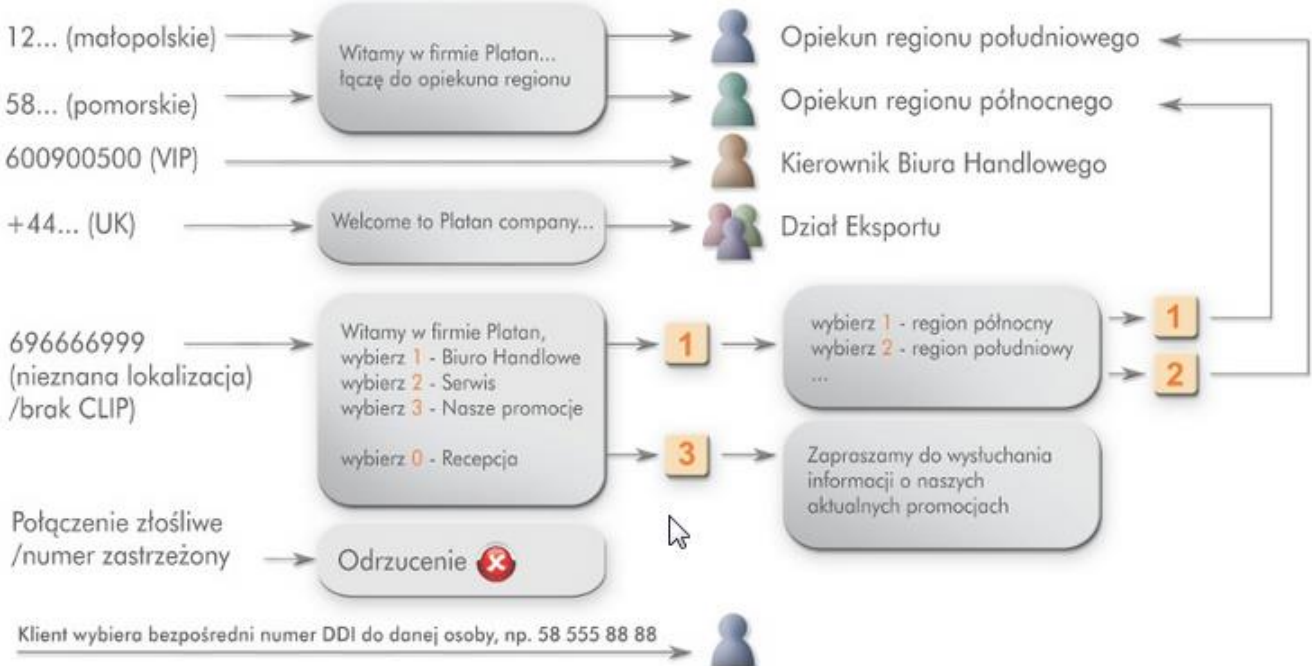 12... (małopolskie)
Witamy w firmie Platan...
łączę do opiekuna regionu
Opiekun regionu południowego
58... (pomorskie)
Opiekun regionu północnego
600900500 (VIP)
Kierownik Biura Handlowego
+44... (UK)
Welcome to Platan company...
Dział Eksportu
696666999
(nieznana lokalizacja)
/brak CLIP)
Witamy w firmie Platan,
wybierz 1 - Biuro Handlowe
wybierz 2 - Serwis
wybierz 3 - Nasze promocje
wybierz 0 - Recepcja
1
wybierz 1 - region północny
wybierz 2 - region południowy
...
1
2
3
Zapraszamy do wysłuchania
informacji o naszych
aktualnych promocjach
Połączenie złośliwe
/numer zastrzeżony
Odrzucenie
Klient wybiera bezpośredni numer DDI do danej osoby, np. 58 555 88 88